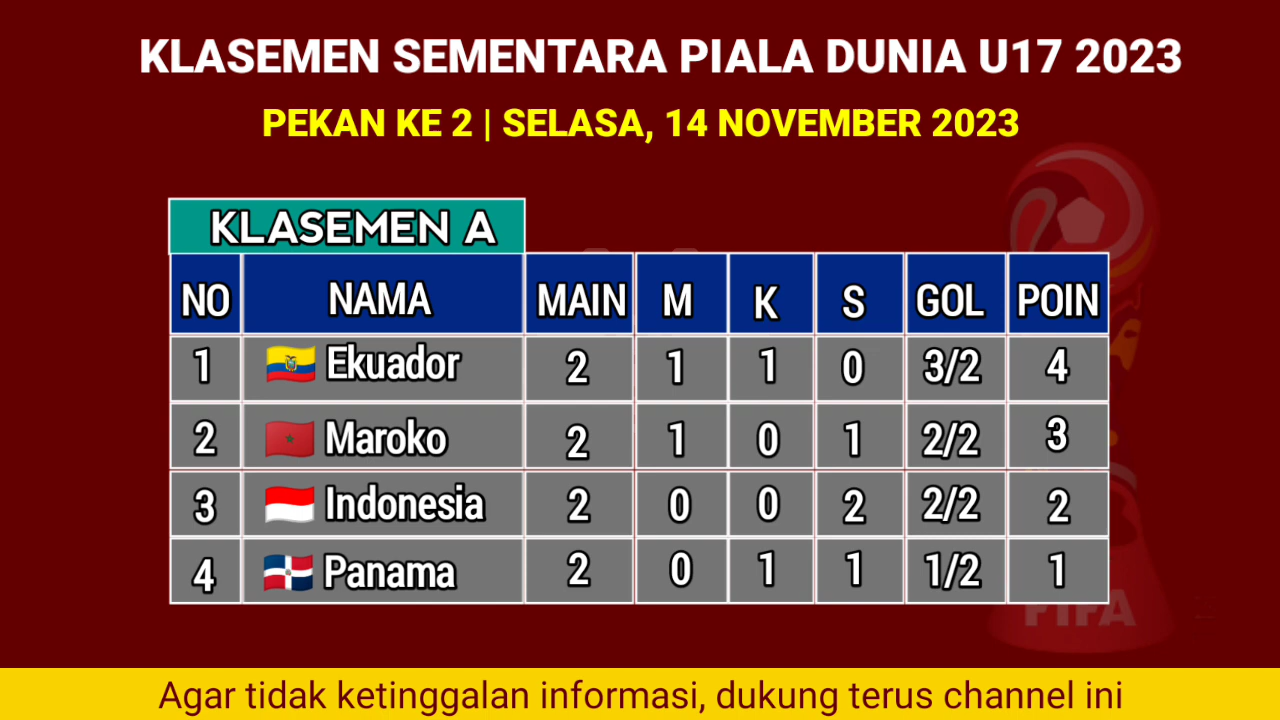 KLASEMEN SEMENTARA PIALA DUNIA U17 2023
PEKAN KE 2 | SELASA, 14 NOVEMBER 2023
KLASEMEN A
NO NAMA MAIN M K S GOL POIN
1 Ekuador 2 1 1 0 3/2 4
2 Maroko 2 1 0 1 2/2 3
3 Indonesia 2 0 0 2 2/2 2
4 Panama 2 0 1 1 1/2 1
FIFA
Agar tidak ketinggalan informasi, dukung terus channel ini